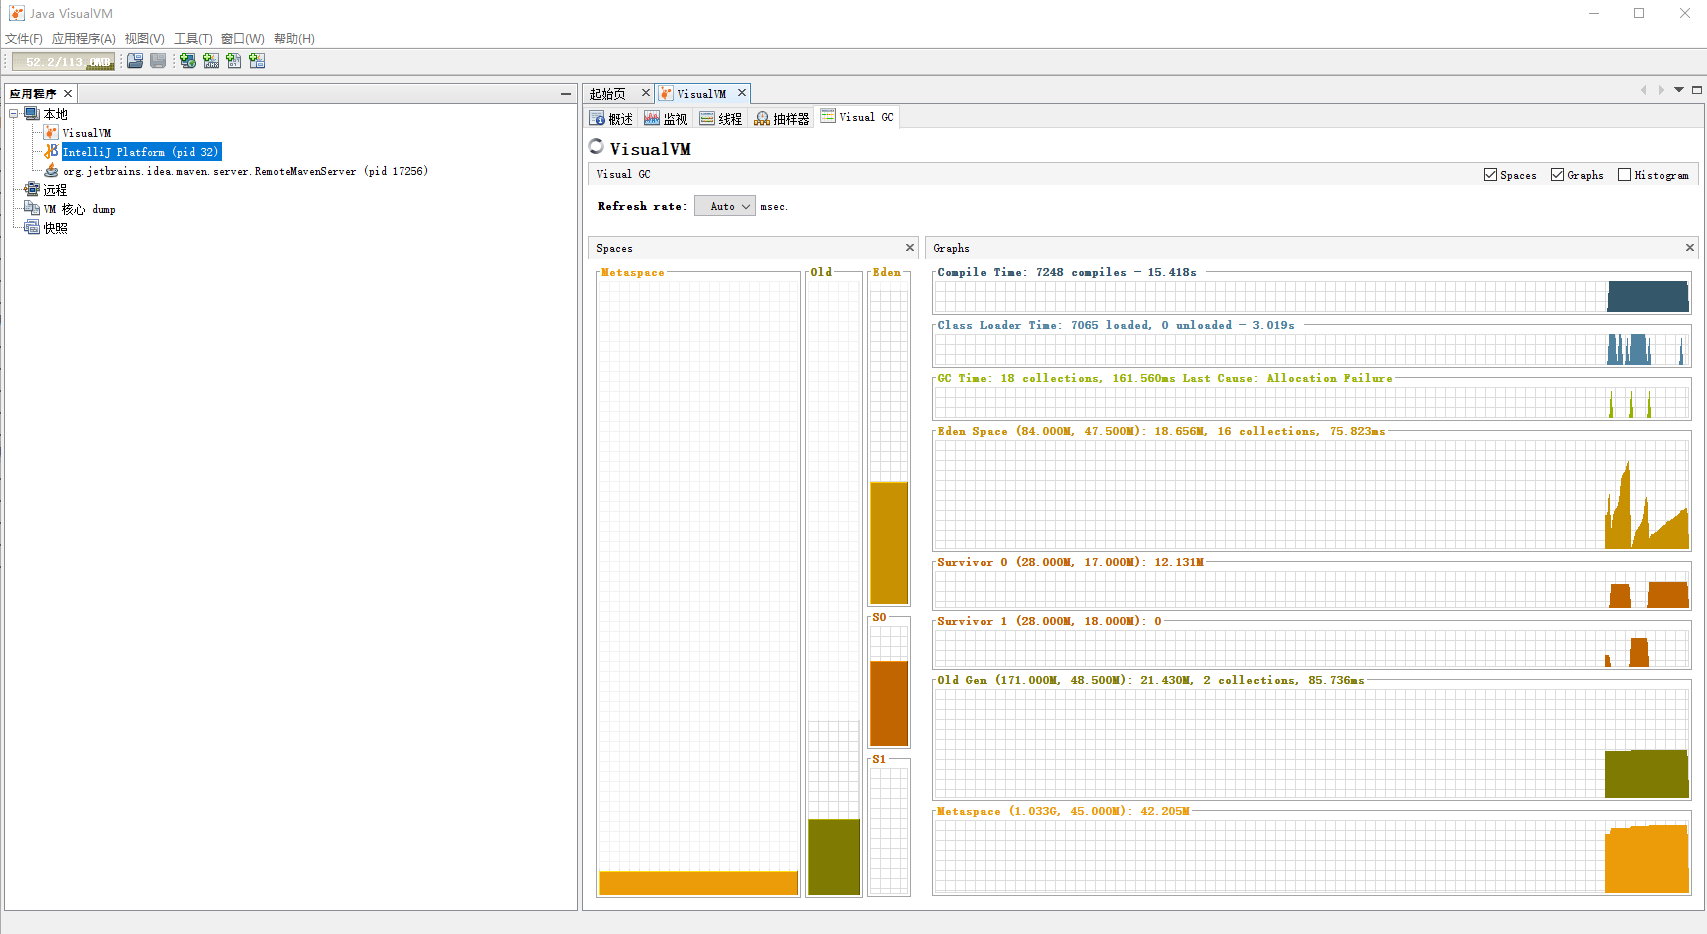 Java VisualVM
文件(F) 应用程序(A) 视图(V) 工具(T) 窗口(W) 帮助(H)
52.2/113.0MB
应用程序
本地
VisualVM
IntelliJ Platform (pid 32)
org.jetbrains.idea.maven.server.RemoteMavenServer (pid 17256)
远程
VM 核心 dump
快照
起始页 VisualVM
概述 监视 线程 抽样器 Visual GC
VisualVM
Visual GC Spaces Graphs Histogram
Refresh rate: Auto msec.
Spaces
Metaspace Old Eden
S0
S1
Graphs
Compile Time: 7248 compiles - 15.418s
Class Loader Time: 7065 loaded, 0 unloaded - 3.019s
GC Time: 18 collections, 161.560ms Last Cause: Allocation Failure
Eden Space (84.000M, 47.500M): 18.656M, 16 collections, 75.823ms
Survivor 0 (28.000M, 17.000M): 12.131M
Survivor 1 (28.000M, 18.000M): 0
Old Gen (171.000M, 48.500M): 21.430M, 2 collections, 85.736ms
Metaspace (1.033G, 45.000M): 42.205M